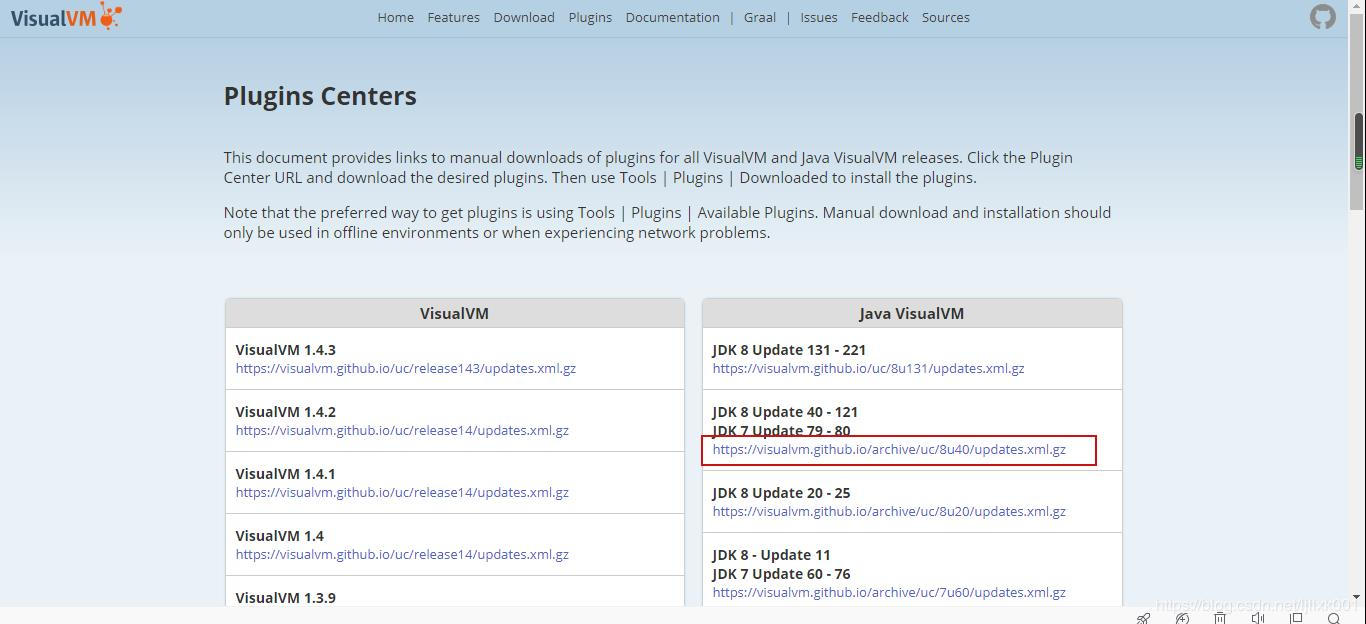 VisualVM
Home Features Download Plugins Documentation | Graal | Issues Feedback Sources
Plugins Centers
This document provides links to manual downloads of plugins for all VisualVM and Java VisualVM releases. Click the Plugin
Center URL and download the desired plugins. Then use Tools | Plugins | Downloaded to install the plugins.
Note that the preferred way to get plugins is using Tools | Plugins | Available Plugins. Manual download and installation should
only be used in offline environments or when experiencing network problems.
VisualVM
VisualVM 1.4.3
https://visualvm.github.io/uc/release143/updates.xml.gz
VisualVM 1.4.2
https://visualvm.github.io/uc/release14/updates.xml.gz
VisualVM 1.4.1
https://visualvm.github.io/uc/release14/updates.xml.gz
VisualVM 1.4
https://visualvm.github.io/uc/release14/updates.xml.gz
VisualVM 1.3.9
Java VisualVM
JDK 8 Update 131 - 221
https://visualvm.github.io/uc/8u131/updates.xml.gz
JDK 8 Update 40 - 121
JDK 7 Update 79 - 80
https://visualvm.github.io/archive/uc/8u40/updates.xml.gz
JDK 8 Update 20 - 25
https://visualvm.github.io/archive/uc/8u20/updates.xml.gz
JDK 8 - Update 11
JDK 7 Update 60 - 76
https://visualvm.github.io/archive/uc/7u60/updates.xml.gz